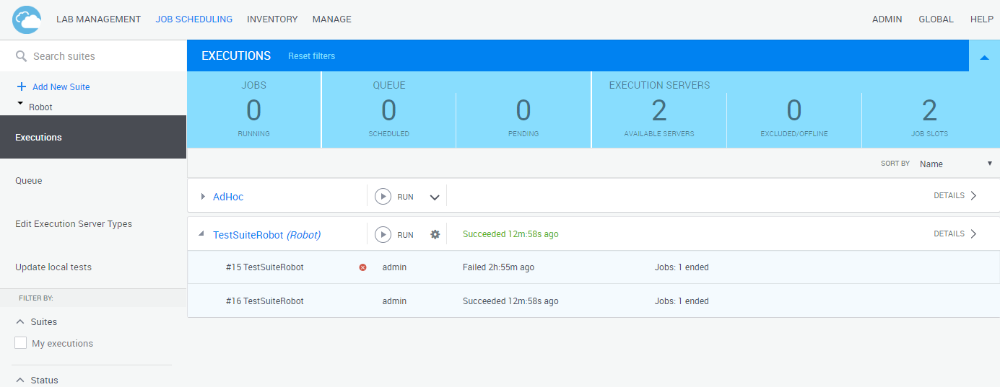 LAB MANAGEMENT JOB SCHEDULING INVENTORY MANAGE ADMIN GLOBAL HELP
Search suites
Add New Suite
Robot
Executions
Queue
Edit Execution Server Types
Update local tests
FILTER BY:
Suites
My executions
Status
EXECUTIONS Reset filters
JOBS QUEUE EXECUTION SERVERS
0 0 0 2 0 2
RUNNING SCHEDULED PENDING AVAILABLE SERVERS EXCLUDED/OFFLINE JOB SLOTS
SORT BY Name
AdHoc RUN DETAILS
TestSuiteRobot (Robot) RUN Succeeded 12m:58s ago DETAILS
#15 TestSuiteRobot admin Failed 2h:55m ago Jobs: 1 ended
#16 TestSuiteRobot admin Succeeded 12m:58s ago Jobs: 1 ended